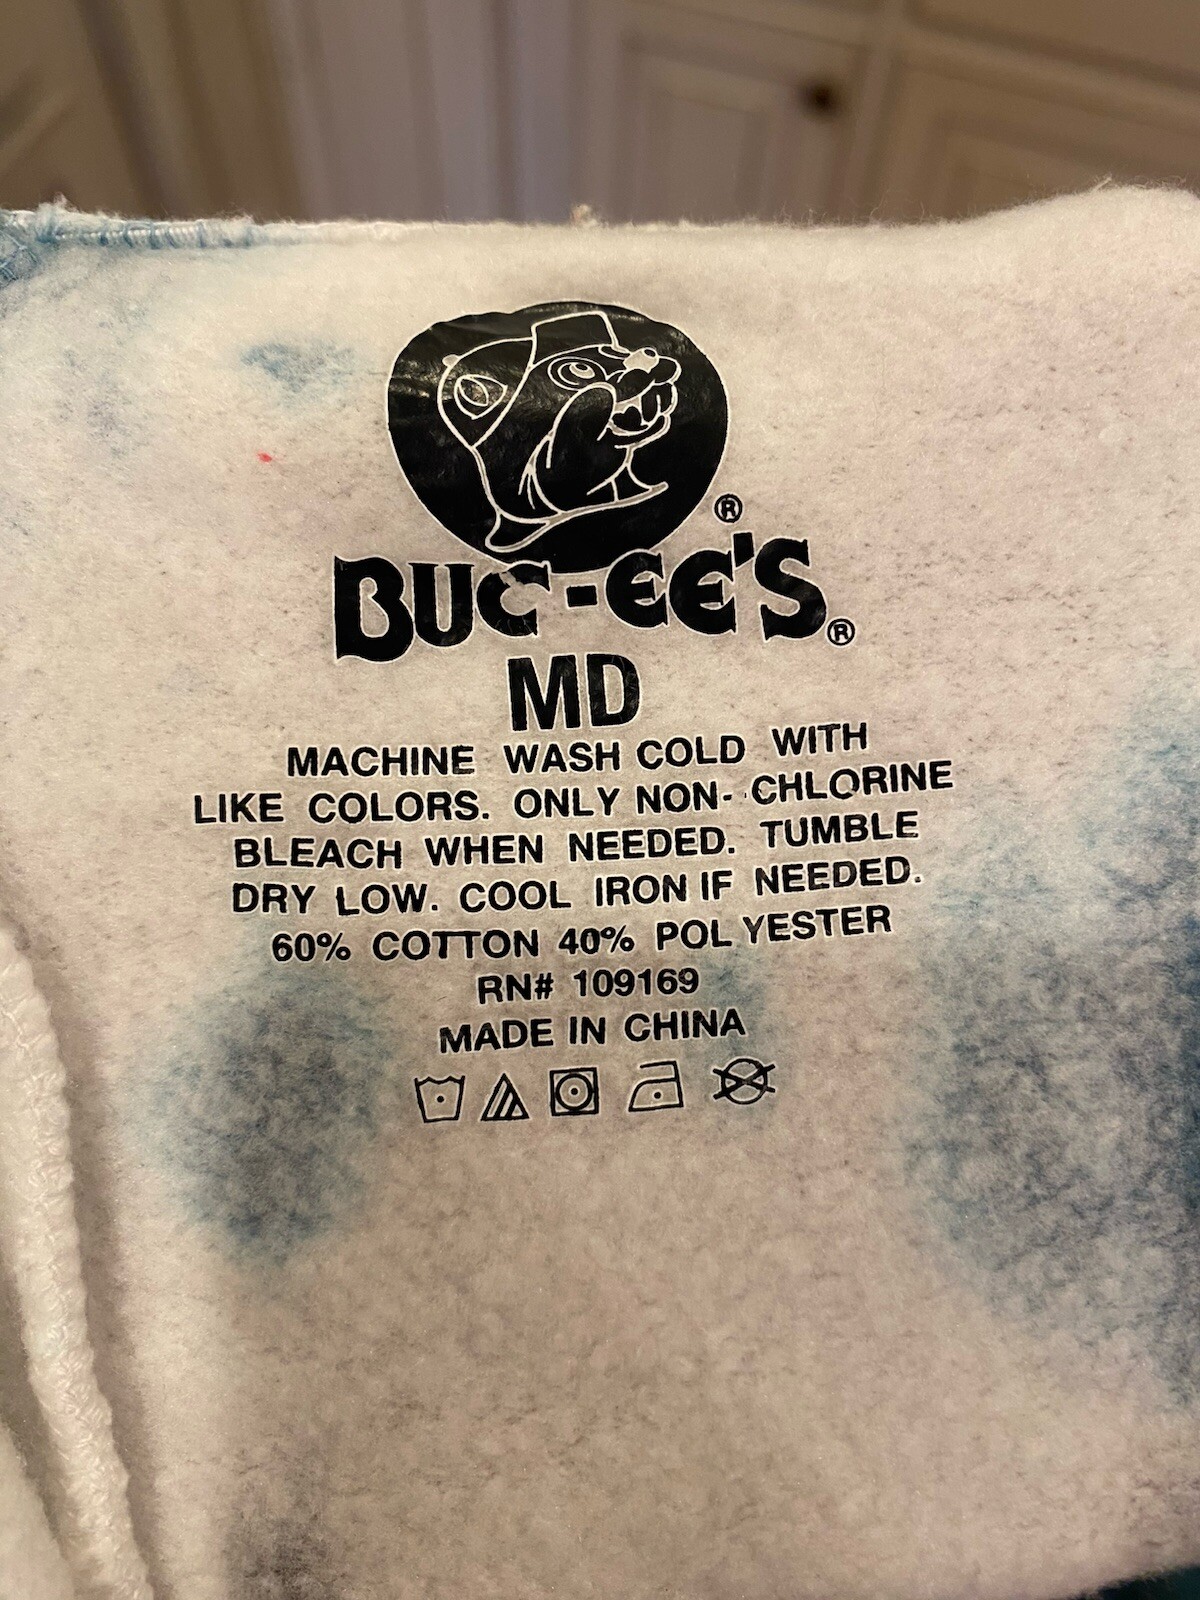 ®
BUC-EE'S®
MD
MACHINE WASH COLD WITH
LIKE COLORS. ONLY NON-CHLORINE
BLEACH WHEN NEEDED. TUMBLE
DRY LOW. COOL IRON IF NEEDED.
60% COTTON 40% POLYESTER
RN# 109169
MADE IN CHINA